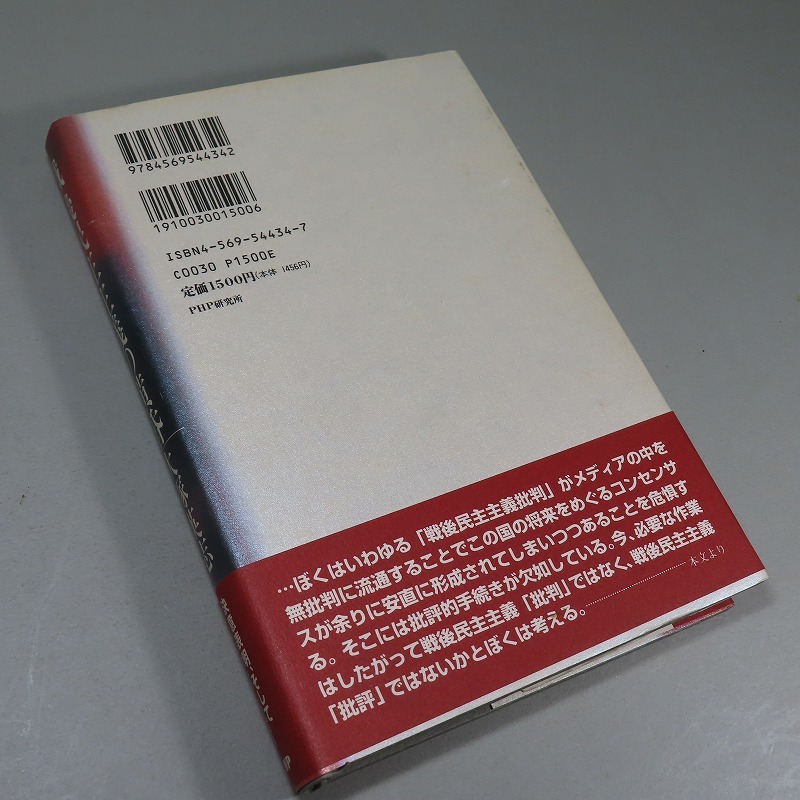 9784569544342
1910030015006
ISBN4-569-54434-7
C0030 P1500E
定価1500円(本体 1456円)
PHP研究所
…ぼくはいわゆる「戦後民主主義批判」がメディアの中を
無批判に流通することでこの国の将来をめぐるコンセンサ
スが余りに安直に形成されてしまいつつあることを危惧す
る。そこには批評的手続きが欠如している。今、必要な作業
はしたがって戦後民主主義「批判」ではなく、戦後民主主義
「批評」ではないかとぼくは考える。
本文より